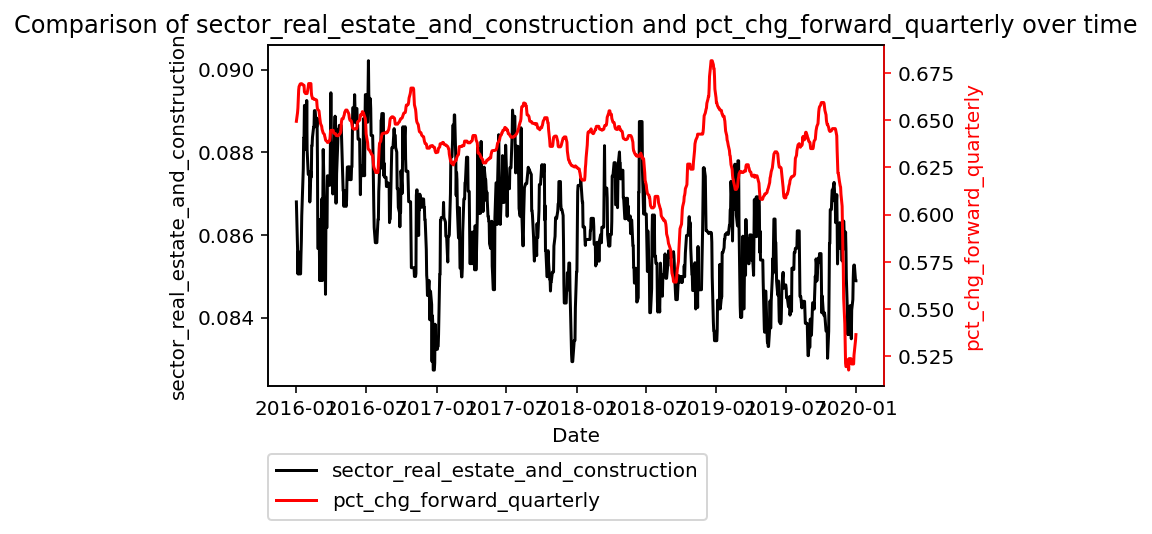 Comparison of sector_real_estate_and_construction and pct_chg_forward_quarterly over time
sector_real_estate_and_construction
0.090
0.088
0.086
0.084
0.675
0.650
0.625
0.600
0.575
0.550
0.525
pct_chg_forward_quarterly
2016-01 2016-07 2017-01 2017-07 2018-01 2018-07 2019-01 2019-07 2020-01
Date
sector_real_estate_and_construction
pct_chg_forward_quarterly